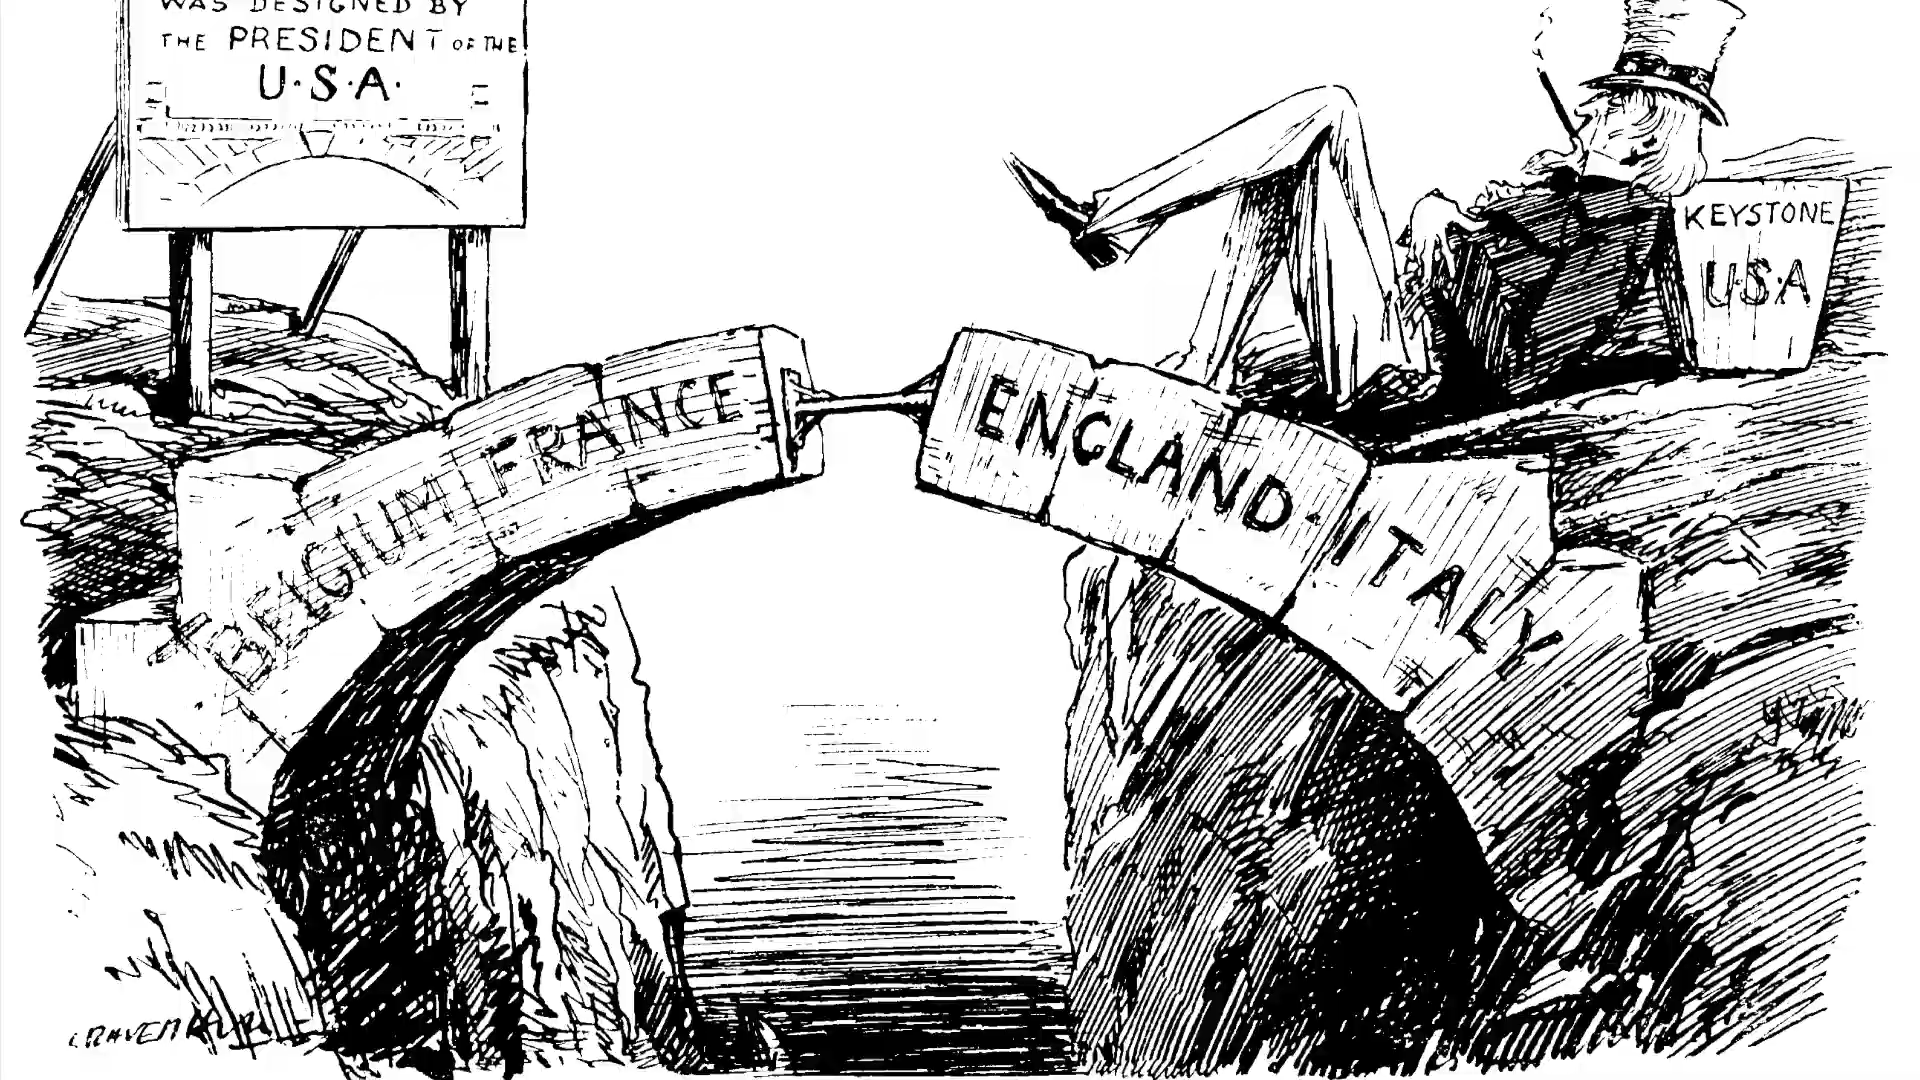 WAS DESIGNED BY
THE PRESIDENT OF THE
U.S.A.
KEYSTONE
U.S.A
BELGIUM FRANCE
ENGLAND · ITALY